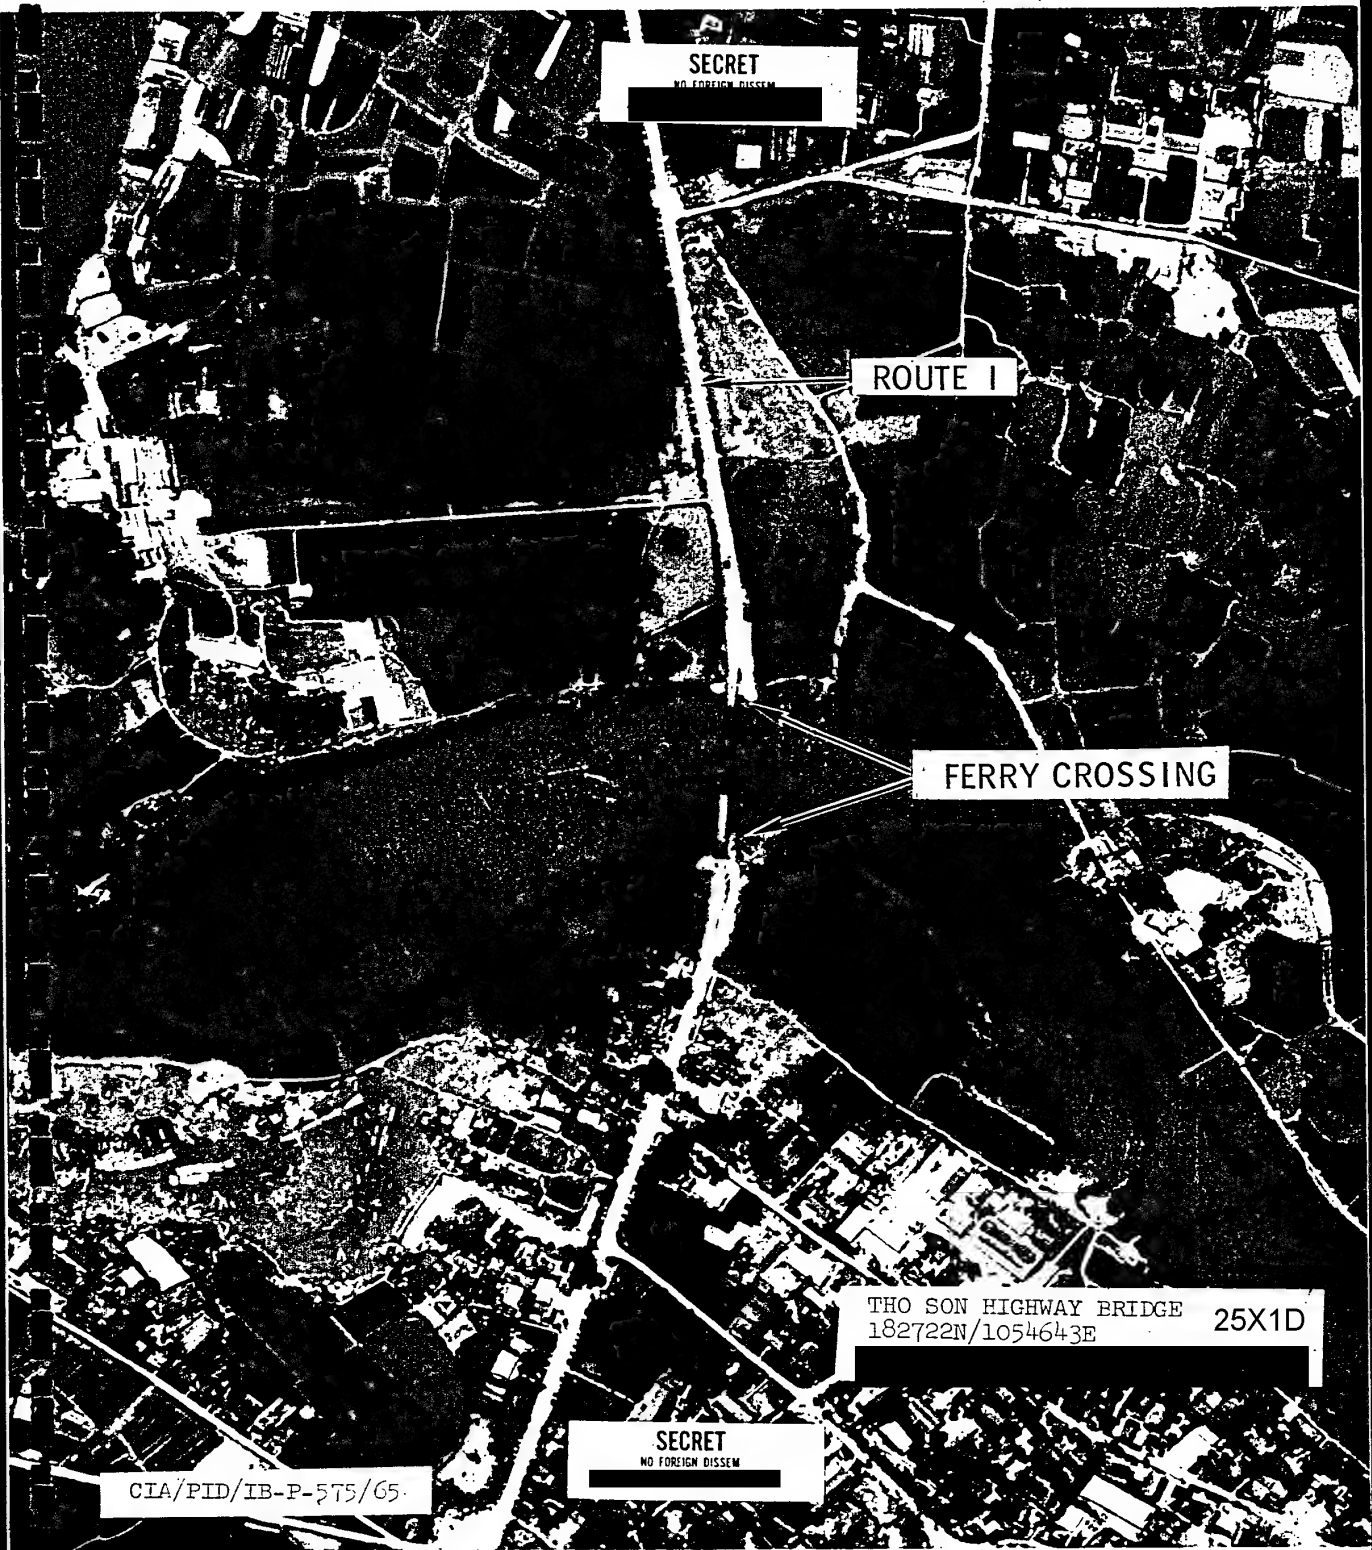 SECRET
NO FOREIGN DISSEM
ROUTE 1
FERRY CROSSING
THO SON HIGHWAY BRIDGE
182722N/1054643E
25X1D
SECRET
NO FOREIGN DISSEM
CIA/PID/IB-P-575/65